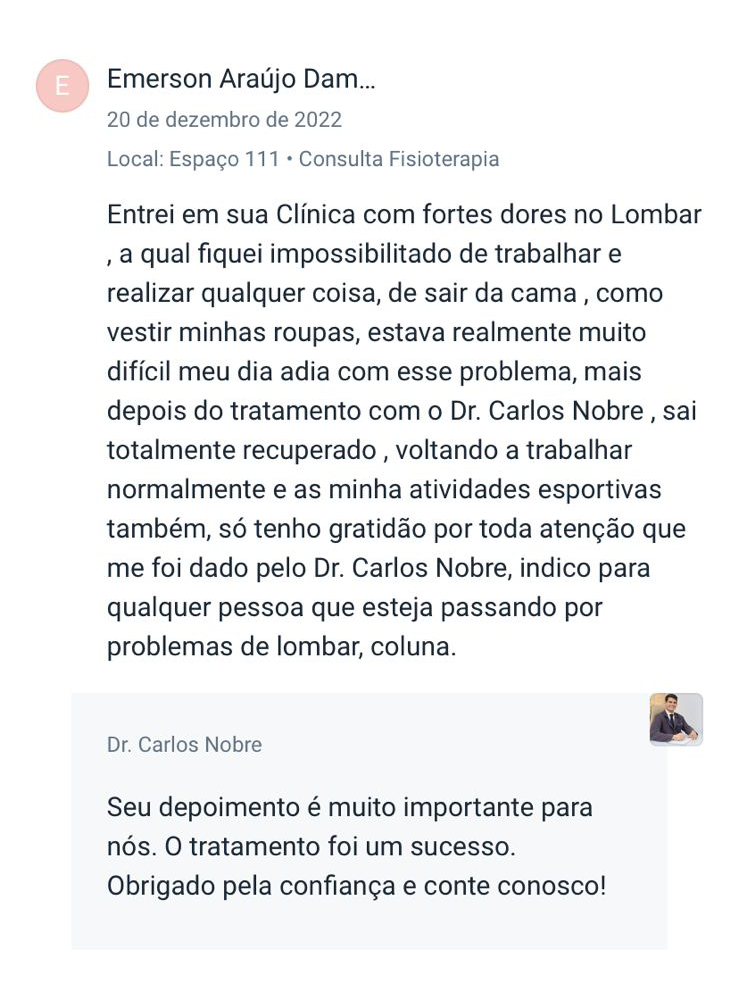 E
Emerson Araújo Dam...
20 de dezembro de 2022
Local: Espaço 111 • Consulta Fisioterapia
Entrei em sua Clínica com fortes dores no Lombar
, a qual fiquei impossibilitado de trabalhar e
realizar qualquer coisa, de sair da cama , como
vestir minhas roupas, estava realmente muito
difícil meu dia adia com esse problema, mais
depois do tratamento com o Dr. Carlos Nobre , sai
totalmente recuperado , voltando a trabalhar
normalmente e as minha atividades esportivas
também, só tenho gratidão por toda atenção que
me foi dado pelo Dr. Carlos Nobre, indico para
qualquer pessoa que esteja passando por
problemas de lombar, coluna.
Dr. Carlos Nobre
Seu depoimento é muito importante para
nós. O tratamento foi um sucesso.
Obrigado pela confiança e conte conosco!